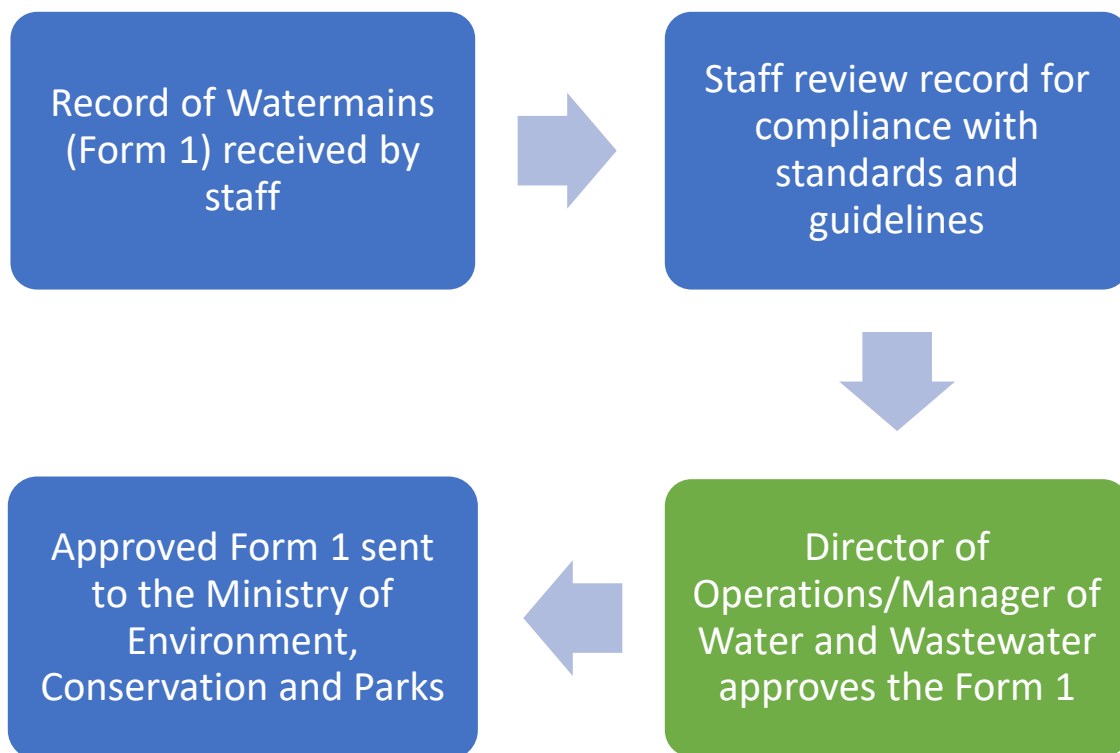 Record of Watermains
(Form 1) received by
staff
Staff review record for
compliance with
standards and
guidelines
Director of
Operations/Manager of
Water and Wastewater
approves the Form 1
Approved Form 1 sent
to the Ministry of
Environment,
Conservation and Parks